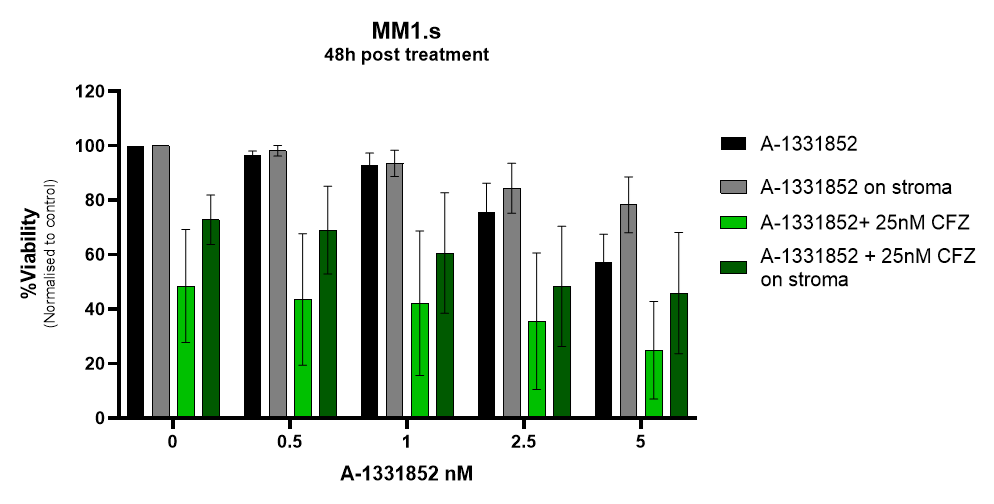 MM1.s
48h post treatment
%Viability
(Normalised to control)
120
100
80
60
40
20
0
0 0.5 1 2.5 5
A-1331852 nM
A-1331852
A-1331852 on stroma
A-1331852+ 25nM CFZ
A-1331852 + 25nM CFZ
on stroma